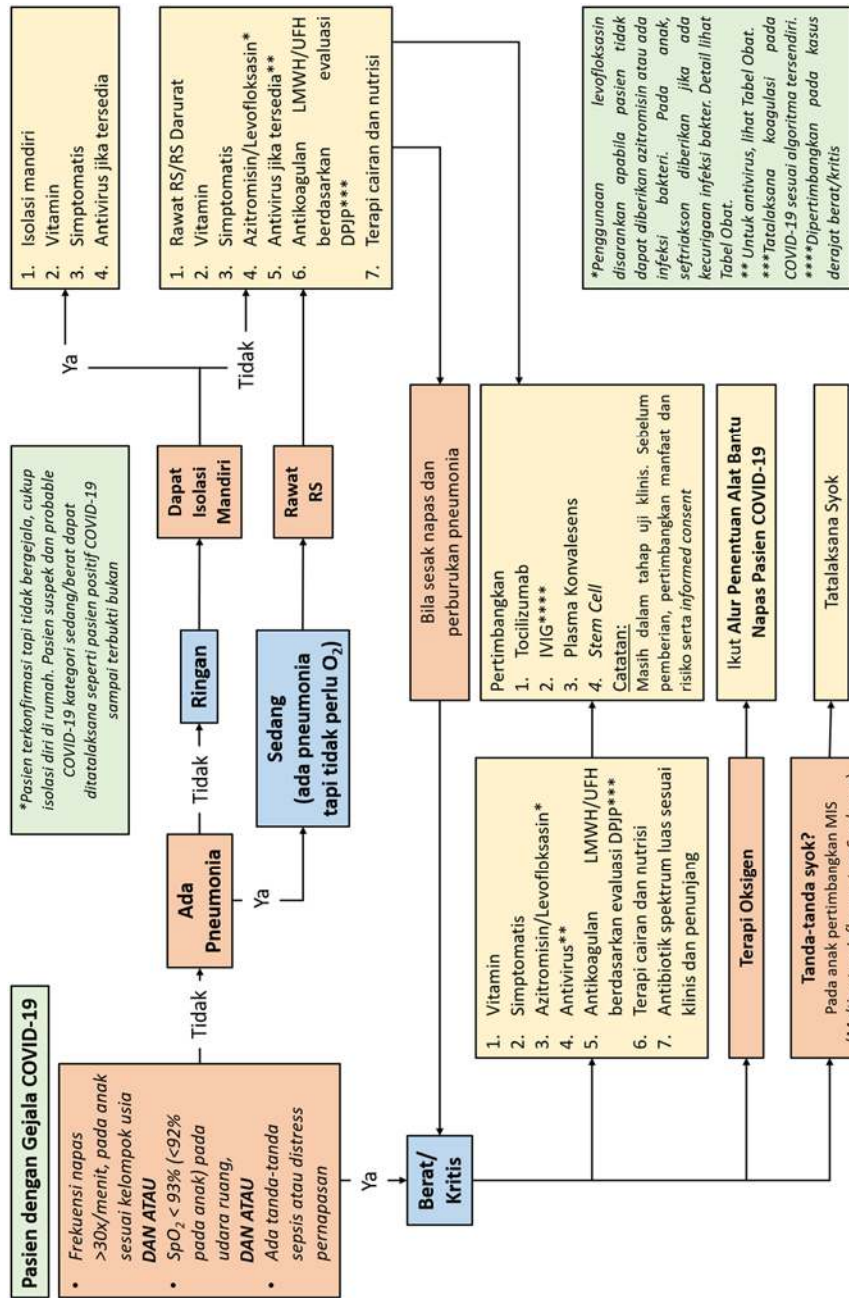 Pasien dengan Gejala COVID-19
• Frekuensi napas
>30x/menit, pada anak
sesuai kelompok usia
DAN ATAU
• SpO₂ < 93% (<92%
pada anak) pada
udara ruang,
DAN ATAU
• Ada tanda-tanda
sepsis atau distress
pernapasan
Tidak
Ya
Ada
Pneumonia
Tidak
Ya
*Pasien terkonfirmasi tapi tidak bergejala, cukup
isolasi diri di rumah. Pasien suspek dan probable
COVID-19 kategori sedang/berat dapat
ditatalaksana seperti pasien positif COVID-19
sampai terbukti bukan
Ringan
Sedang
(ada pneumonia
tapi tidak perlu O₂)
Dapat
Isolasi
Mandiri
Rawat
RS
Ya
Tidak
1. Isolasi mandiri
2. Vitamin
3. Simptomatis
4. Antivirus jika tersedia
1. Rawat RS/RS Darurat
2. Vitamin
3. Simptomatis
4. Azitromisin/Levofloksasin*
5. Antivirus jika tersedia**
6. Antikoagulan LMWH/UFH
berdasarkan evaluasi
DPJP***
7. Terapi cairan dan nutrisi
Berat/
Kritis
Bila sesak napas dan
perburukan pneumonia
1. Vitamin
2. Simptomatis
3. Azitromisin/Levofloksasin*
4. Antivirus**
5. Antikoagulan LMWH/UFH
berdasarkan evaluasi DPJP***
6. Terapi cairan dan nutrisi
7. Antibiotik spektrum luas sesuai
klinis dan penunjang
Pertimbangkan
1. Tocilizumab
2. IVIG****
3. Plasma Konvalesens
4. Stem Cell
Catatan:
Masih dalam tahap uji klinis. Sebelum
pemberian, pertimbangkan manfaat dan
risiko serta informed consent
Terapi Oksigen
Ikut Alur Penentuan Alat Bantu
Napas Pasien COVID-19
Tanda-tanda syok?
Pada anak pertimbangkan MIS
Tatalaksana Syok
*Penggunaan levofloksasin
disarankan apabila pasien tidak
dapat diberikan azitromisin atau ada
infeksi bakteri. Pada anak,
seftriakson diberikan jika ada
kecurigaan infeksi bakter. Detail lihat
Tabel Obat.
** Untuk antivirus, lihat Tabel Obat.
***Tatalaksana koagulasi pada
COVID-19 sesuai algoritma tersendiri.
****Dipertimbangkan pada kasus
derajat berat/kritis